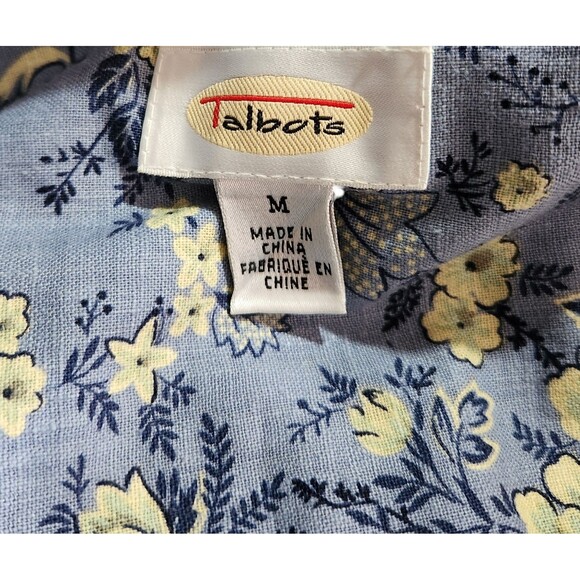 Talbots
M
MADE IN
CHINA
FABRIQUÉ EN
CHINE